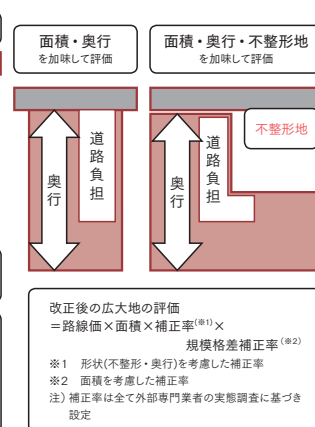 面積・奥行
を加味して評価
面積・奥行・不整形地
を加味して評価
奥行
道路負担
奥行
道路負担
不整形地
改正後の広大地の評価
＝路線価×面積×補正率(※1)×
規模格差補正率(※2)
※1 形状(不整形・奥行)を考慮した補正率
※2 面積を考慮した補正率
注）補正率は全て外部専門業者の実態調査に基づき
設定